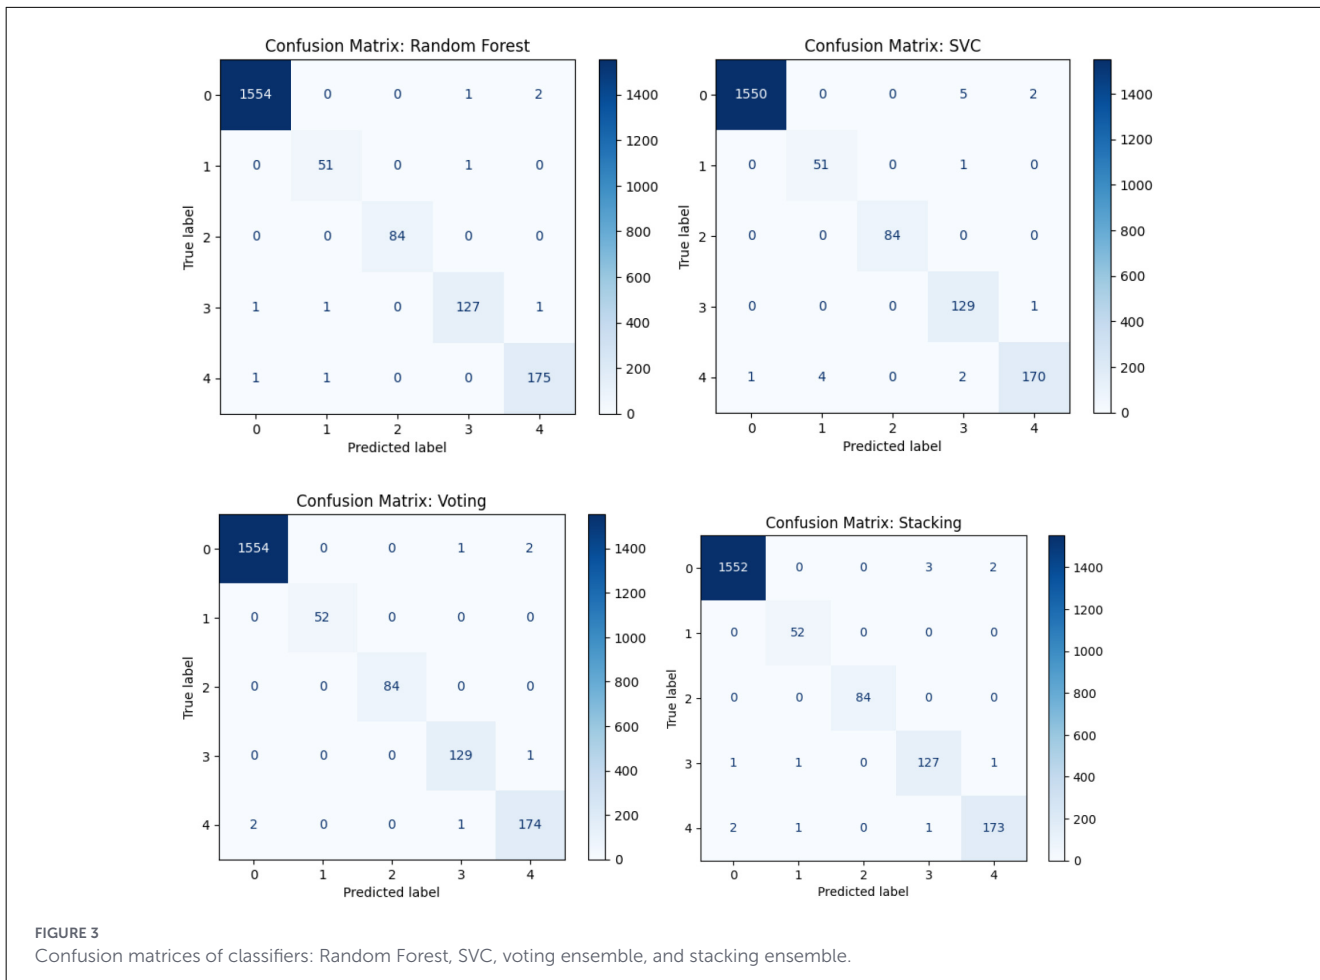 Confusion Matrix: Random Forest
0 1554 0 0 1 2
1 0 51 0 1 0
2 0 0 84 0 0
3 1 1 0 127 1
4 1 1 0 0 175
0 1 2 3 4
Predicted label
True label
1400
1200
1000
800
600
400
200
0
Confusion Matrix: SVC
0 1550 0 0 5 2
1 0 51 0 1 0
2 0 0 84 0 0
3 0 0 0 129 1
4 1 4 0 2 170
0 1 2 3 4
Predicted label
True label
1400
1200
1000
800
600
400
200
0
Confusion Matrix: Voting
0 1554 0 0 1 2
1 0 52 0 0 0
2 0 0 84 0 0
3 0 0 0 129 1
4 2 0 0 1 174
0 1 2 3 4
Predicted label
True label
1400
1200
1000
800
600
400
200
0
Confusion Matrix: Stacking
0 1552 0 0 3 2
1 0 52 0 0 0
2 0 0 84 0 0
3 1 1 0 127 1
4 2 1 0 1 173
0 1 2 3 4
Predicted label
True label
1400
1200
1000
800
600
400
200
0
FIGURE 3
Confusion matrices of classifiers: Random Forest, SVC, voting ensemble, and stacking ensemble.